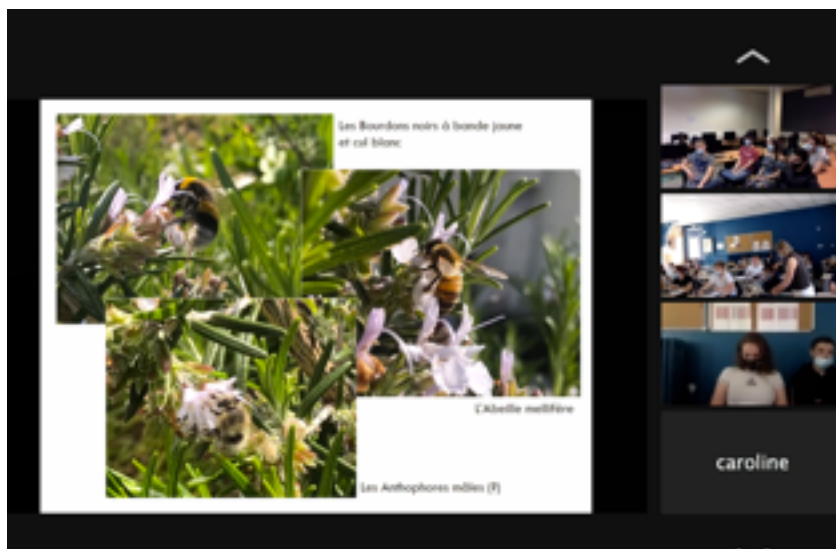 Les Bourdons noirs à bande jaune
et cul blanc
L'Abeille mellifère
Les Anthophores mâles (?)
caroline